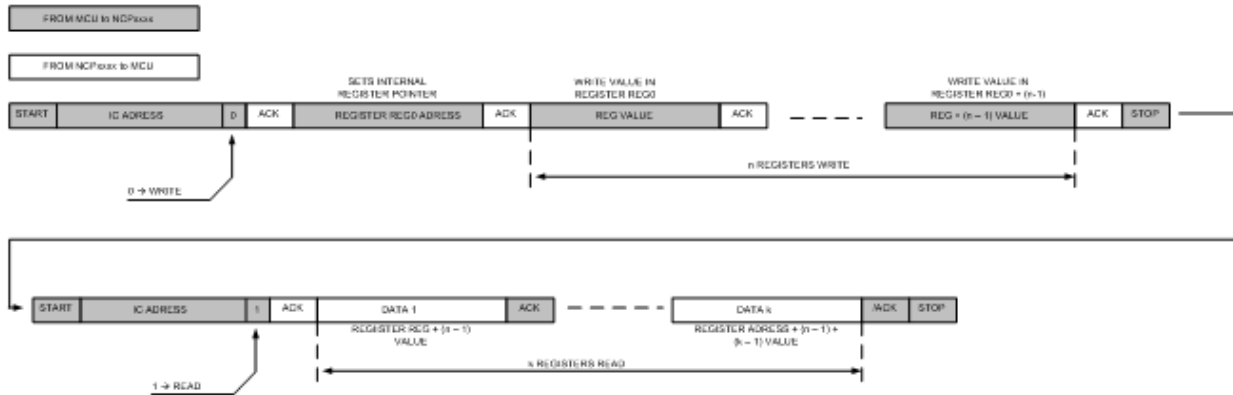 FROM MCU to NCPxxxx
FROM NCPxxxx to MCU
SETS INTERNAL
REGISTER POINTER
WRITE VALUE IN
REGISTER REG0
WRITE VALUE IN
REGISTER REG0 + (n-1)
START IC ADRESS 0 ACK REGISTER REG0 ADRESS ACK REG VALUE ACK REG + (n – 1) VALUE ACK STOP
n REGISTERS WRITE
0 → WRITE
START IC ADRESS 1 ACK DATA 1 ACK DATA k /ACK STOP
REGISTER REG + (n – 1)
VALUE
REGISTER ADRESS + (n – 1) +
(k – 1) VALUE
k REGISTERS READ
1 → READ